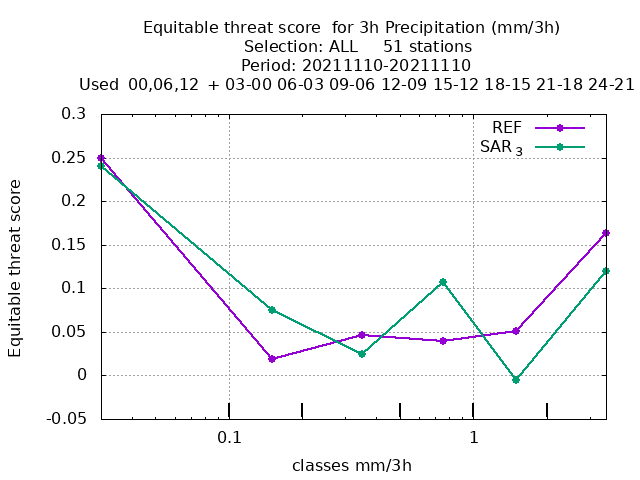 Equitable threat score  for 3h Precipitation (mm/3h)
Selection: ALL     51 stations
Period: 20211110-20211110
Used  00,06,12  + 03-00 06-03 09-06 12-09 15-12 18-15 21-18 24-21
REF
SAR 3
0.3
0.25
0.2
0.15
0.1
0.05
0
-0.05
Equitable threat score
0.1 1
classes mm/3h